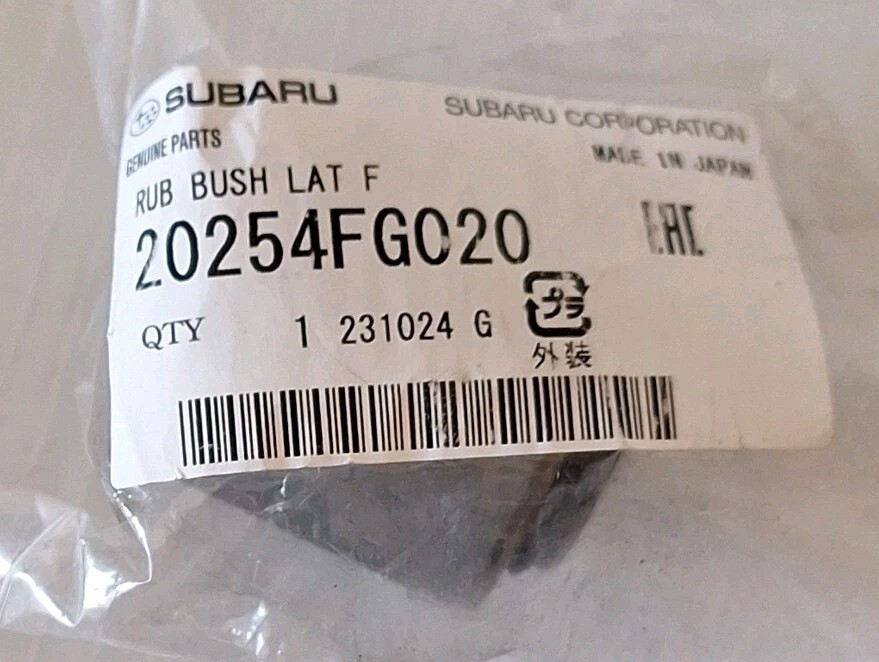 SUBARU
SUBARU CORPORATION
GENUINE PARTS
MADE IN JAPAN
RUB BUSH LAT F
20254FG020
EAC
QTY 1 231024 G
プラ
外装